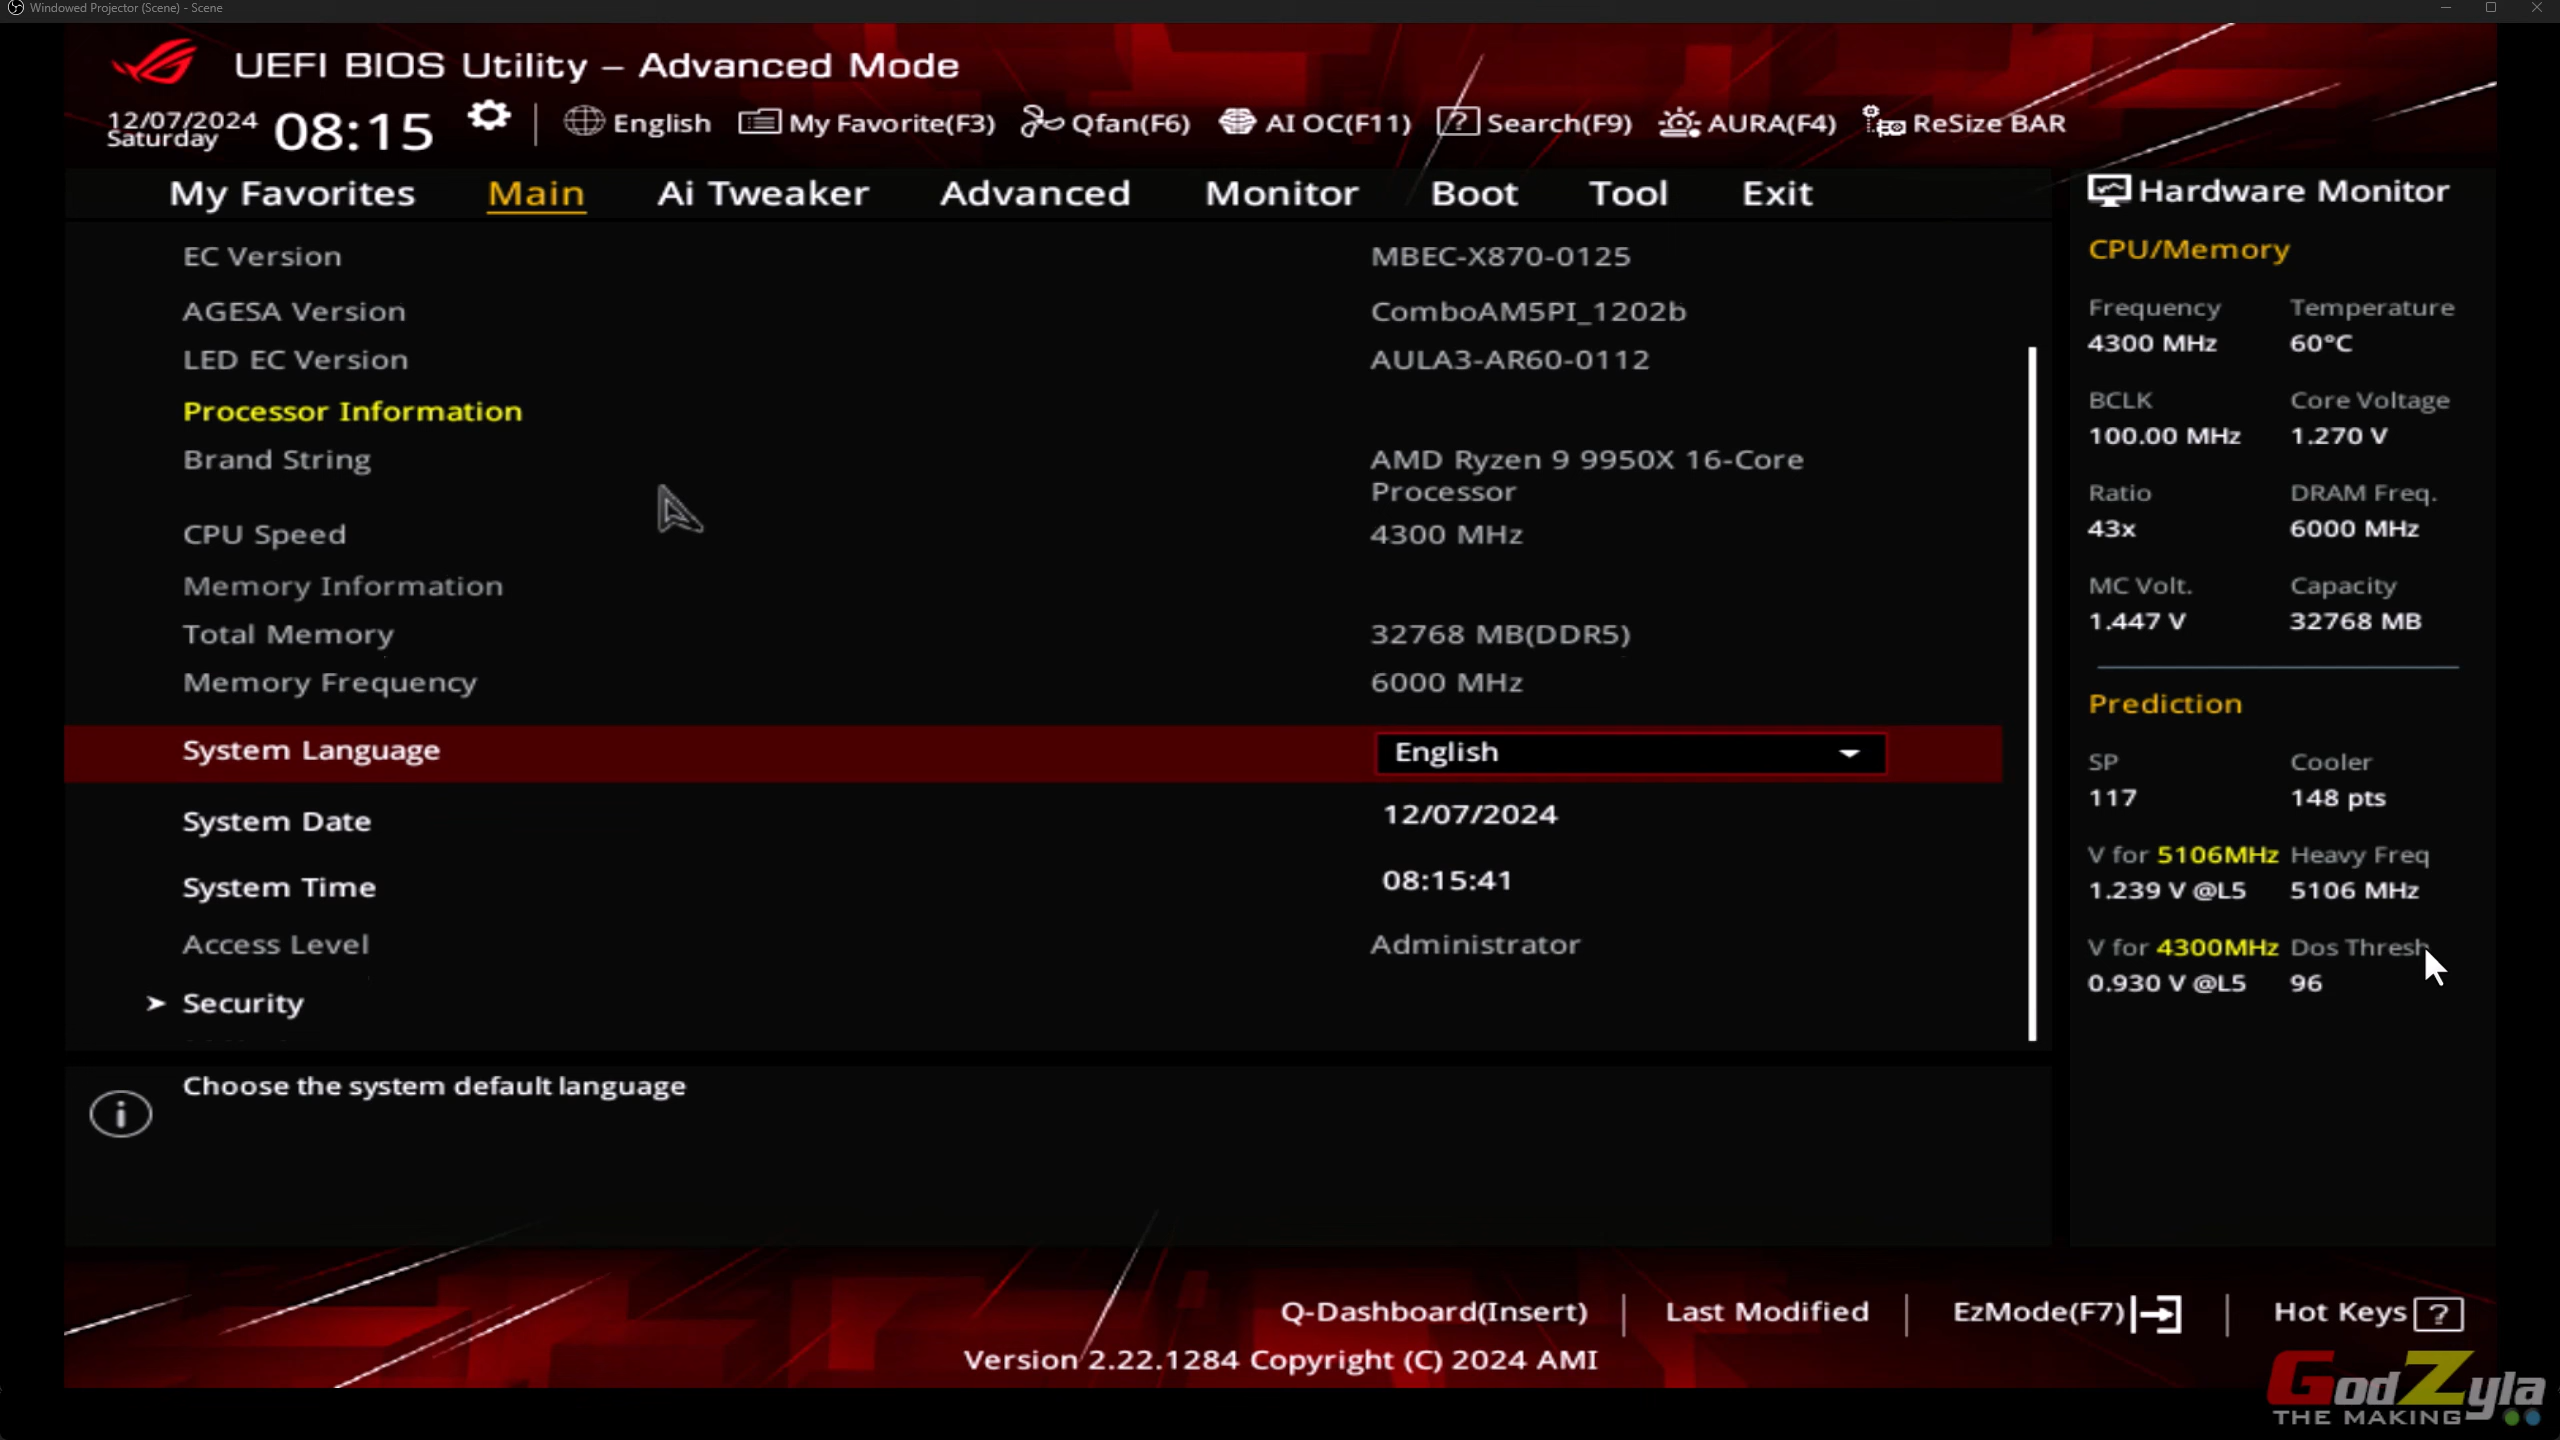 Windowed Projector (Scene) - Scene
UEFI BIOS Utility – Advanced Mode
12/07/2024
Saturday
08:15
English
My Favorite(F3)
Qfan(F6)
AI OC(F11)
Search(F9)
AURA(F4)
ReSize BAR
My Favorites Main Ai Tweaker Advanced Monitor Boot Tool Exit
EC Version MBEC-X870-0125
AGESA Version ComboAM5PI_1202b
LED EC Version AULA3-AR60-0112
Processor Information
Brand String AMD Ryzen 9 9950X 16-Core
Processor
CPU Speed 4300 MHz
Memory Information
Total Memory 32768 MB(DDR5)
Memory Frequency 6000 MHz
System Language English
System Date 12/07/2024
System Time 08:15:41
Access Level Administrator
Security
Choose the system default language
Hardware Monitor
CPU/Memory
Frequency Temperature
4300 MHz 60°C
BCLK Core Voltage
100.00 MHz 1.270 V
Ratio DRAM Freq.
43x 6000 MHz
MC Volt. Capacity
1.447 V 32768 MB
Prediction
SP Cooler
117 148 pts
V for 5106MHz Heavy Freq
1.239 V @L5 5106 MHz
V for 4300MHz Dos Thresh
0.930 V @L5 96
Q-Dashboard(Insert)
Last Modified
EzMode(F7)
Hot Keys ?
Version 2.22.1284 Copyright (C) 2024 AMI
GodZyla
THE MAKING